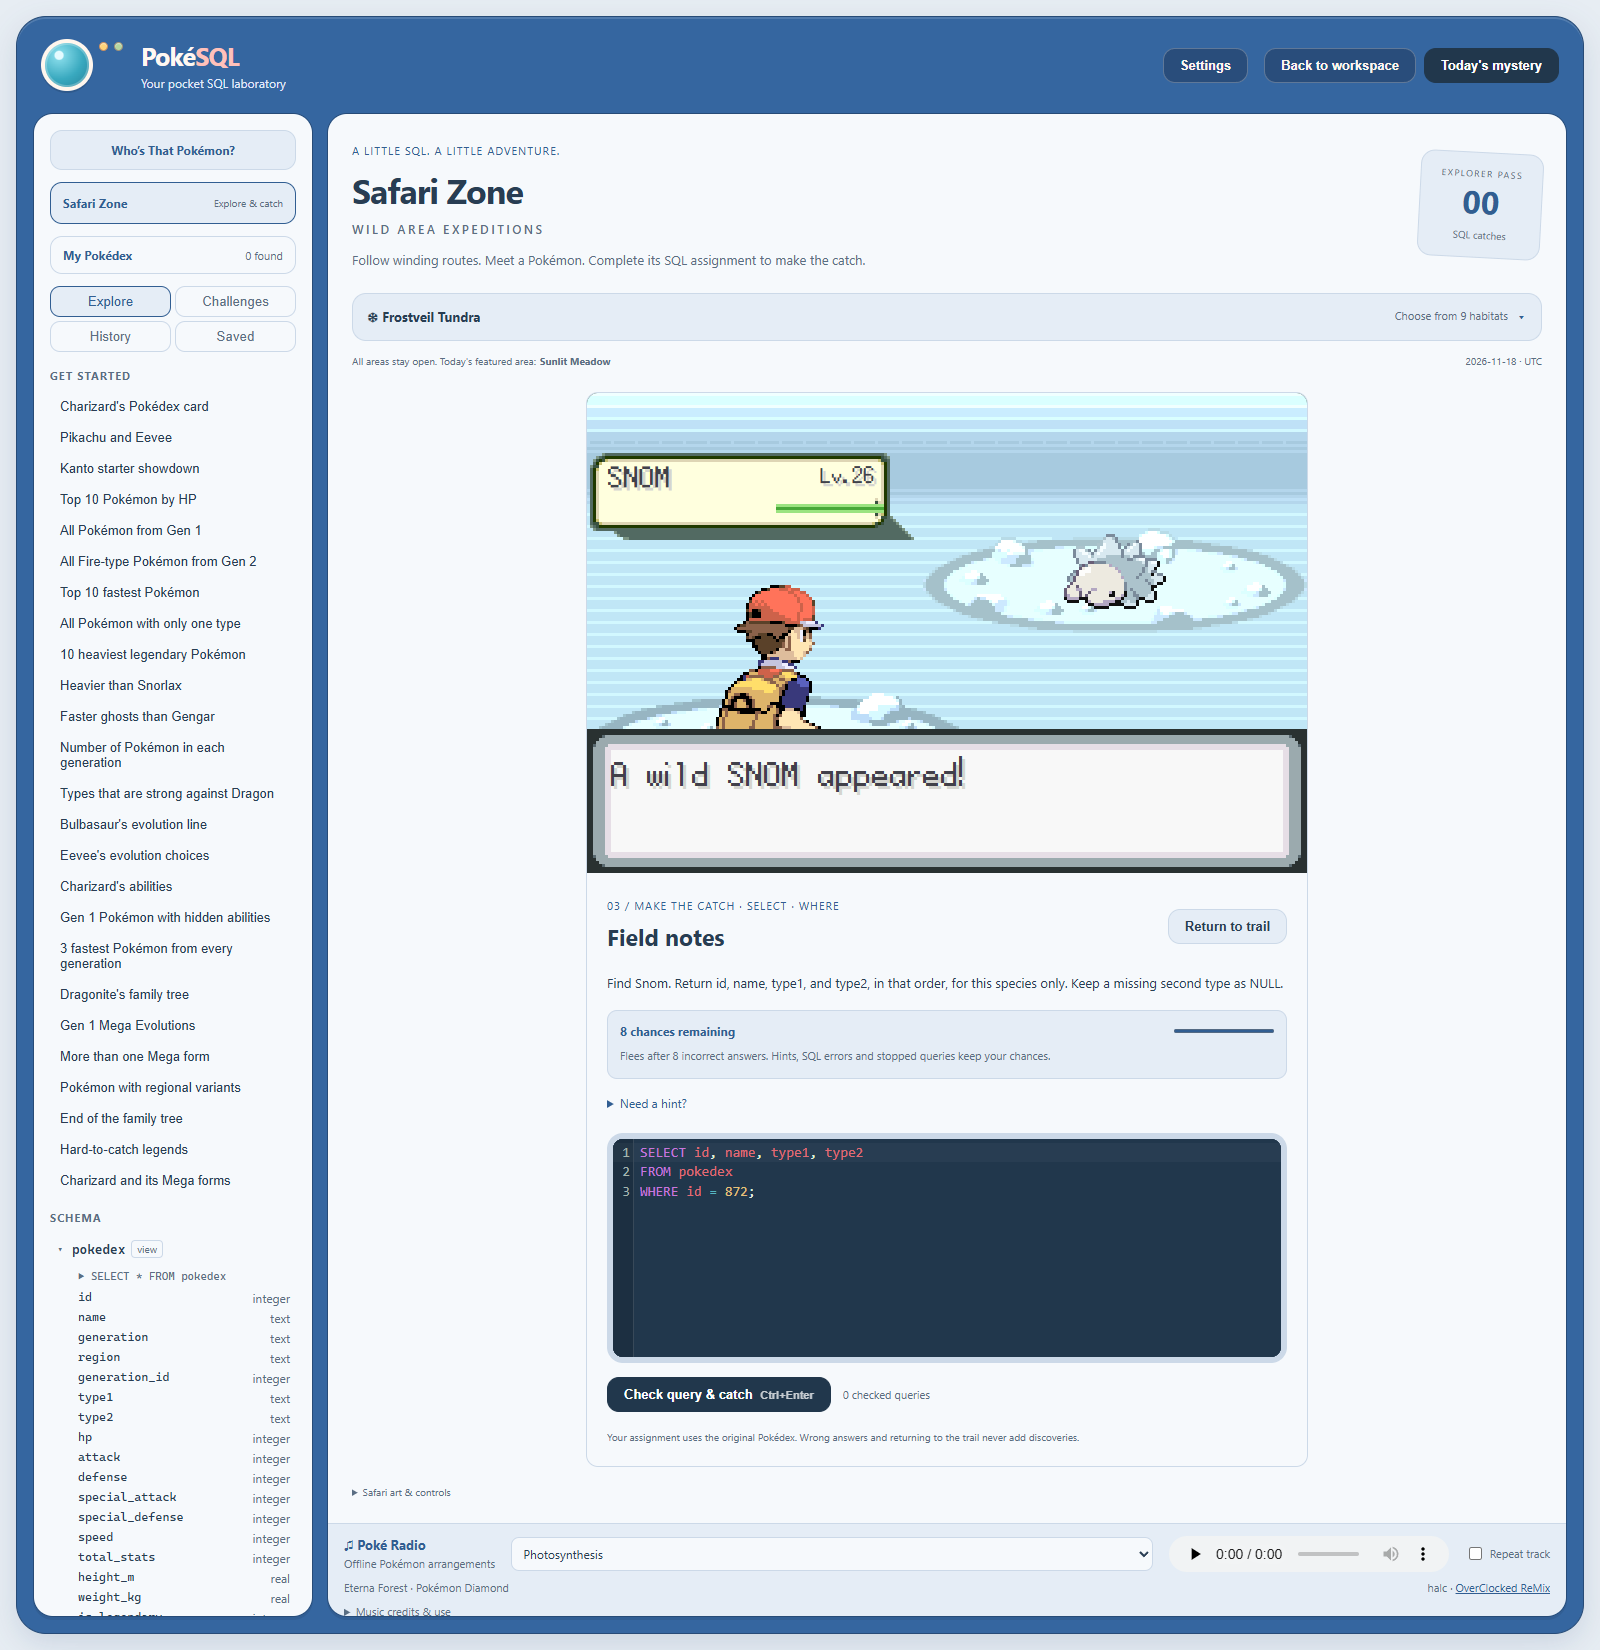 PokéSQL
Your pocket SQL laboratory
Settings
Back to workspace
Today's mystery
Who's That Pokémon?
Safari Zone Explore & catch
My Pokédex 0 found
Explore
Challenges
History
Saved
GET STARTED
Charizard's Pokédex card
Pikachu and Eevee
Kanto starter showdown
Top 10 Pokémon by HP
All Pokémon from Gen 1
All Fire-type Pokémon from Gen 2
Top 10 fastest Pokémon
All Pokémon with only one type
10 heaviest legendary Pokémon
Heavier than Snorlax
Faster ghosts than Gengar
Number of Pokémon in each
generation
Types that are strong against Dragon
Bulbasaur's evolution line
Eevee's evolution choices
Charizard's abilities
Gen 1 Pokémon with hidden abilities
3 fastest Pokémon from every
generation
Dragonite's family tree
Gen 1 Mega Evolutions
More than one Mega form
Pokémon with regional variants
End of the family tree
Hard-to-catch legends
Charizard and its Mega forms
SCHEMA
pokedex view
SELECT * FROM pokedex
id integer
name text
generation text
region text
generation_id integer
type1 text
type2 text
hp integer
attack integer
defense integer
special_attack integer
special_defense integer
speed integer
total_stats integer
height_m real
weight_kg real
A LITTLE SQL. A LITTLE ADVENTURE.
Safari Zone
WILD AREA EXPEDITIONS
Follow winding routes. Meet a Pokémon. Complete its SQL assignment to make the catch.
EXPLORER PASS
00
SQL catches
❄ Frostveil Tundra
Choose from 9 habitats
All areas stay open. Today's featured area: Sunlit Meadow
2026-11-18 · UTC
SNOM Lv.26
A wild SNOM appeared!
03 / MAKE THE CATCH · SELECT · WHERE
Field notes
Return to trail
Find Snom. Return id, name, type1, and type2, in that order, for this species only. Keep a missing second type as NULL.
8 chances remaining
Flees after 8 incorrect answers. Hints, SQL errors and stopped queries keep your chances.
Need a hint?
1 SELECT id, name, type1, type2
2 FROM pokedex
3 WHERE id = 872;
Check query & catch Ctrl+Enter
0 checked queries
Your assignment uses the original Pokédex. Wrong answers and returning to the trail never add discoveries.
Safari art & controls
♫ Poké Radio
Offline Pokémon arrangements
Photosynthesis
0:00 / 0:00
Repeat track
Eterna Forest · Pokémon Diamond
halc · OverClocked ReMix
Music credits & use